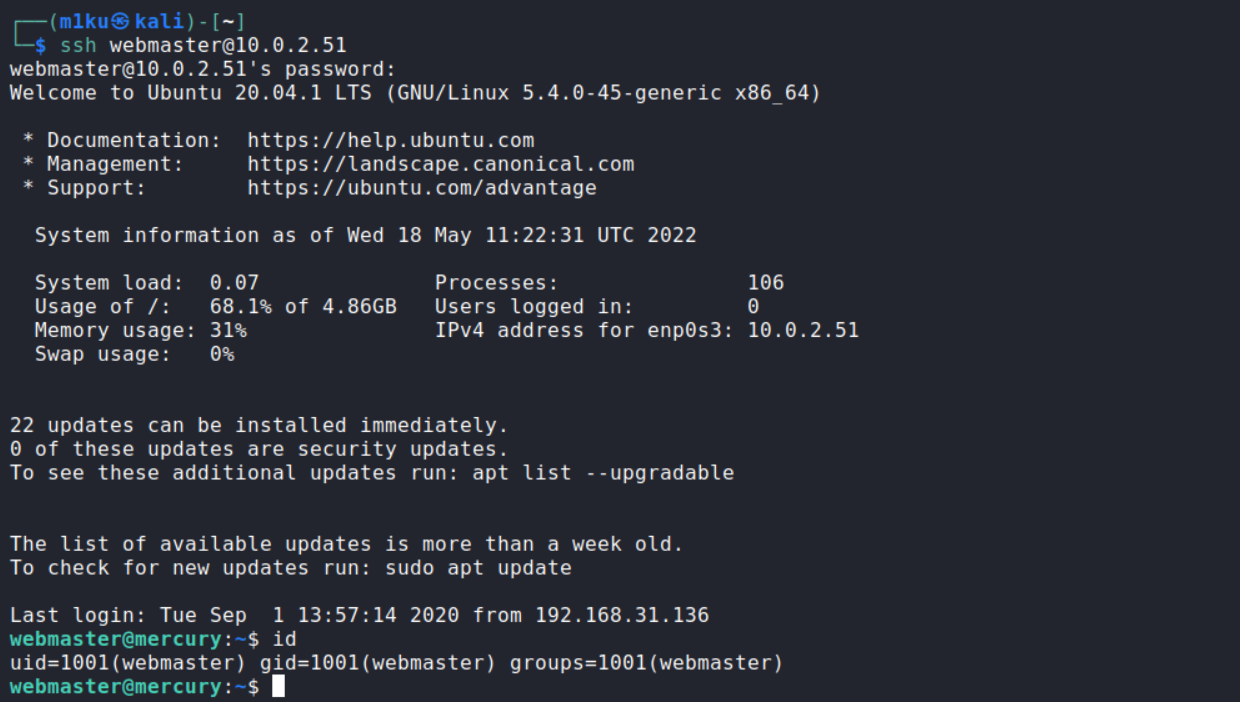 ┌──(m1ku㉿kali)-[~]
└─$ ssh webmaster@10.0.2.51
webmaster@10.0.2.51's password:
Welcome to Ubuntu 20.04.1 LTS (GNU/Linux 5.4.0-45-generic x86_64)
 * Documentation:  https://help.ubuntu.com
 * Management:     https://landscape.canonical.com
 * Support:        https://ubuntu.com/advantage
  System information as of Wed 18 May 11:22:31 UTC 2022
  System load:  0.07              Processes:               106
  Usage of /:   68.1% of 4.86GB   Users logged in:         0
  Memory usage: 31%               IPv4 address for enp0s3: 10.0.2.51
  Swap usage:   0%
22 updates can be installed immediately.
0 of these updates are security updates.
To see these additional updates run: apt list --upgradable
The list of available updates is more than a week old.
To check for new updates run: sudo apt update
Last login: Tue Sep  1 13:57:14 2020 from 192.168.31.136
webmaster@mercury:~$ id
uid=1001(webmaster) gid=1001(webmaster) groups=1001(webmaster)
webmaster@mercury:~$